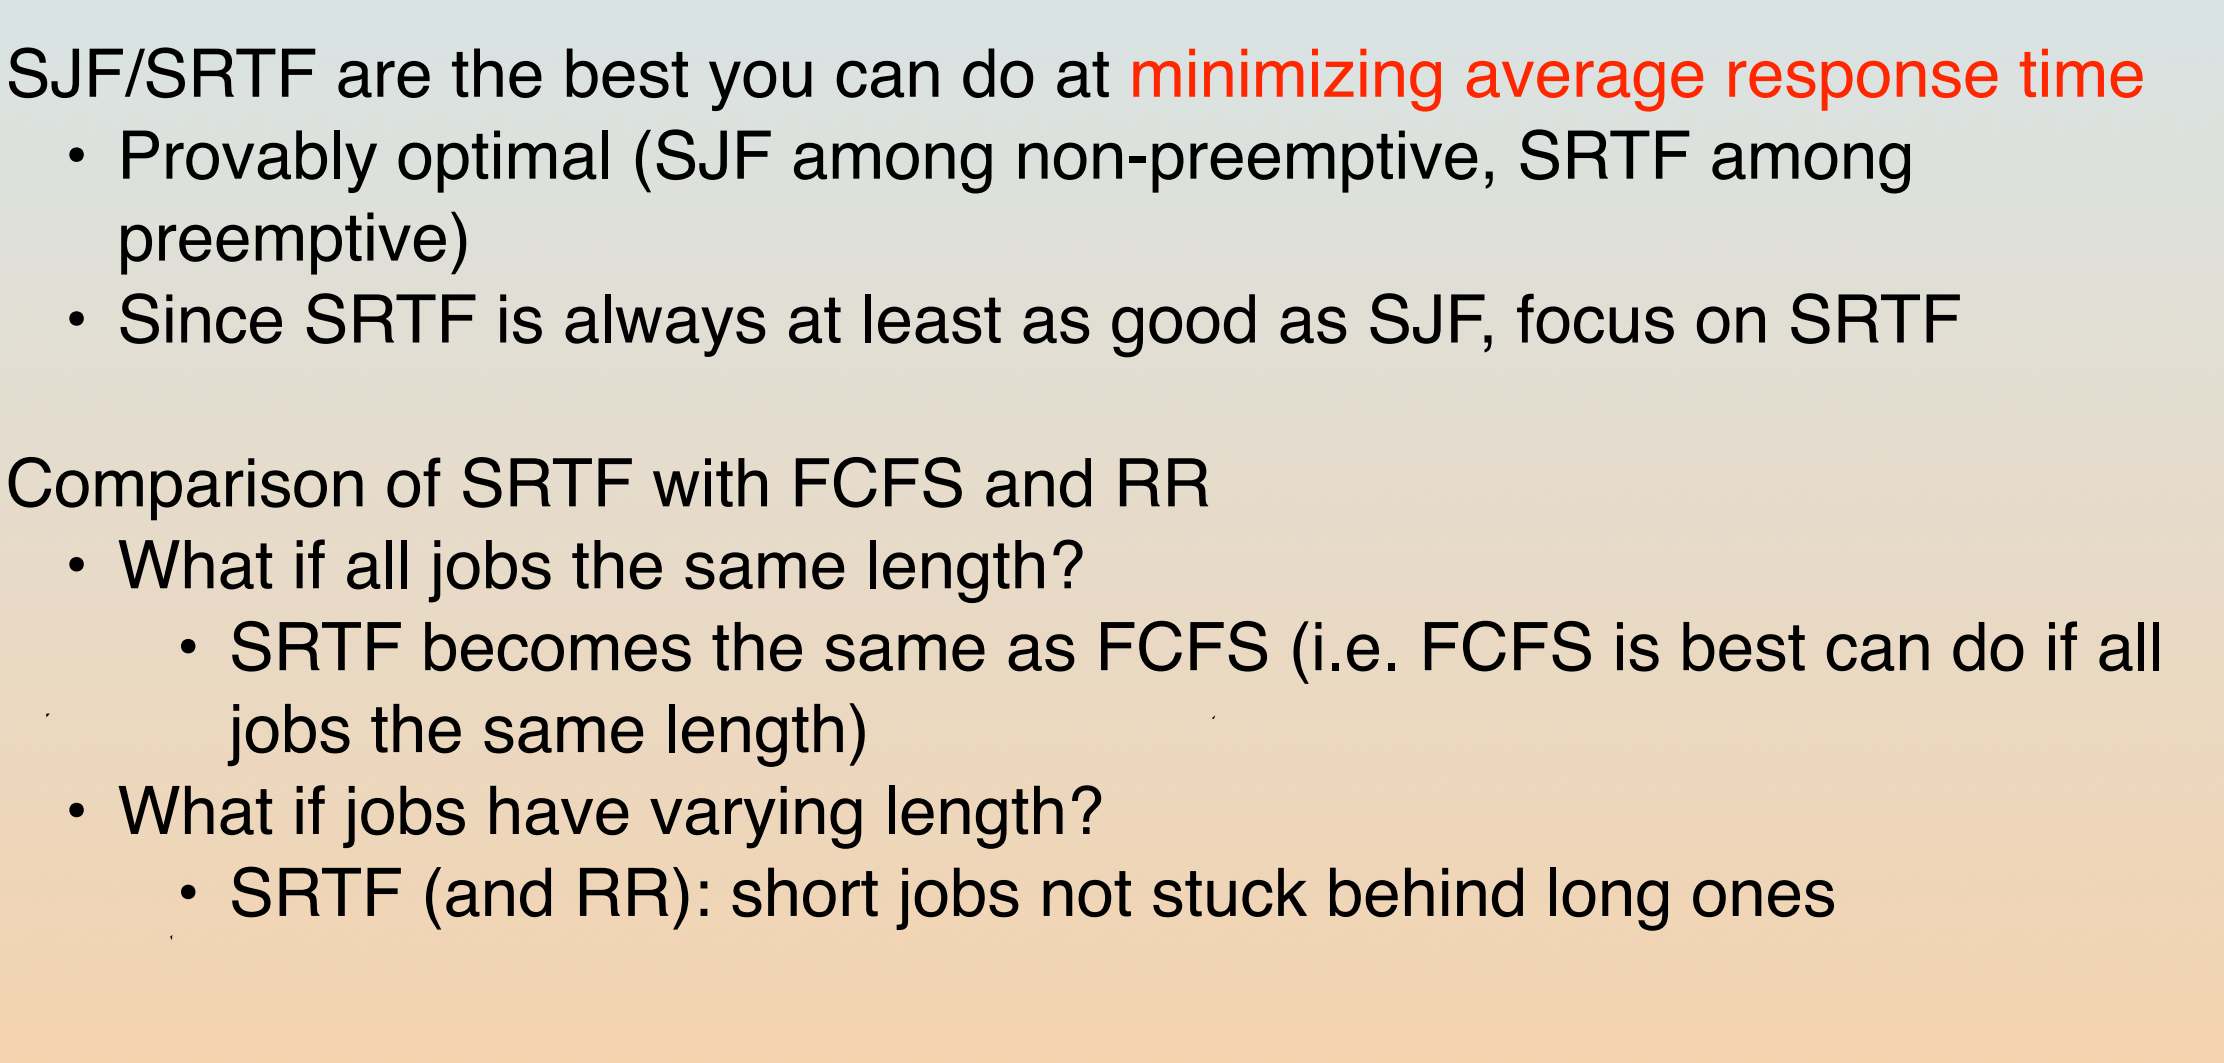 SJF/SRTF are the best you can do at minimizing average response time
• Provably optimal (SJF among non-preemptive, SRTF among
preemptive)
• Since SRTF is always at least as good as SJF, focus on SRTF
Comparison of SRTF with FCFS and RR
• What if all jobs the same length?
• SRTF becomes the same as FCFS (i.e. FCFS is best can do if all
jobs the same length)
• What if jobs have varying length?
• SRTF (and RR): short jobs not stuck behind long ones